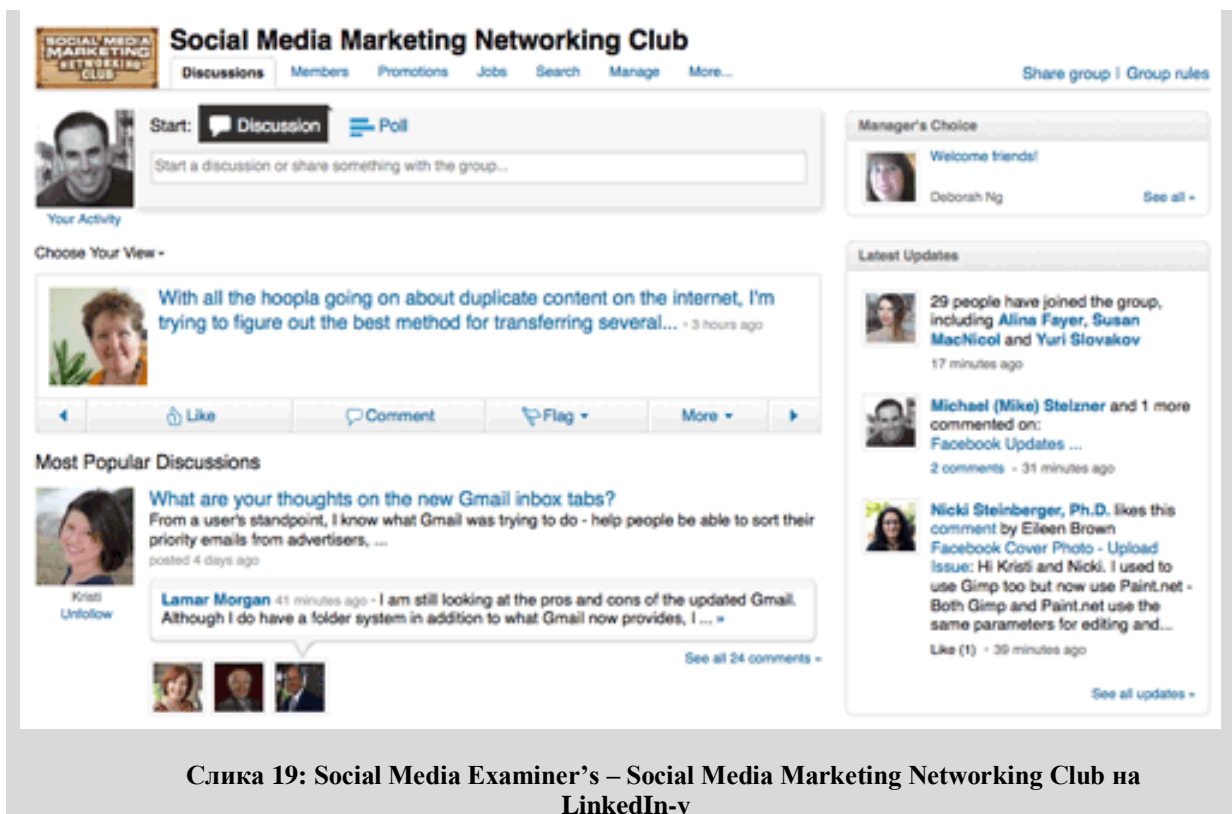 SOCIAL MEDIA
MARKETING
NETWORKING
CLUB
Social Media Marketing Networking Club
Discussions Members Promotions Jobs Search Manage More...
Share group | Group rules
Start: Discussion Poll
Start a discussion or share something with the group...
Your Activity
Choose Your View
With all the hoopla going on about duplicate content on the internet, I'm
trying to figure out the best method for transferring several... - 3 hours ago
Like Comment Flag More
Most Popular Discussions
What are your thoughts on the new Gmail inbox tabs?
From a user's standpoint, I know what Gmail was trying to do - help people be able to sort their
priority emails from advertisers, ...
posted 4 days ago
Kristi
Unfollow
Lamar Morgan 41 minutes ago - I am still looking at the pros and cons of the updated Gmail.
Although I do have a folder system in addition to what Gmail now provides, I ... »
See all 24 comments »
Manager's Choice
Welcome friends!
Deborah Ng
See all »
Latest Updates
29 people have joined the group,
including Alina Fayer, Susan
MacNicol and Yuri Slovakov
17 minutes ago
Michael (Mike) Stelzner and 1 more
commented on:
Facebook Updates ...
2 comments - 31 minutes ago
Nicki Steinberger, Ph.D. likes this
comment by Eileen Brown
Facebook Cover Photo - Upload
Issue: Hi Kristi and Nicki. I used to
use Gimp too but now use Paint.net -
Both Gimp and Paint.net use the
same parameters for editing and...
Like (1) - 39 minutes ago
See all updates »
Слика 19: Social Media Examiner’s – Social Media Marketing Networking Club на
LinkedIn-у